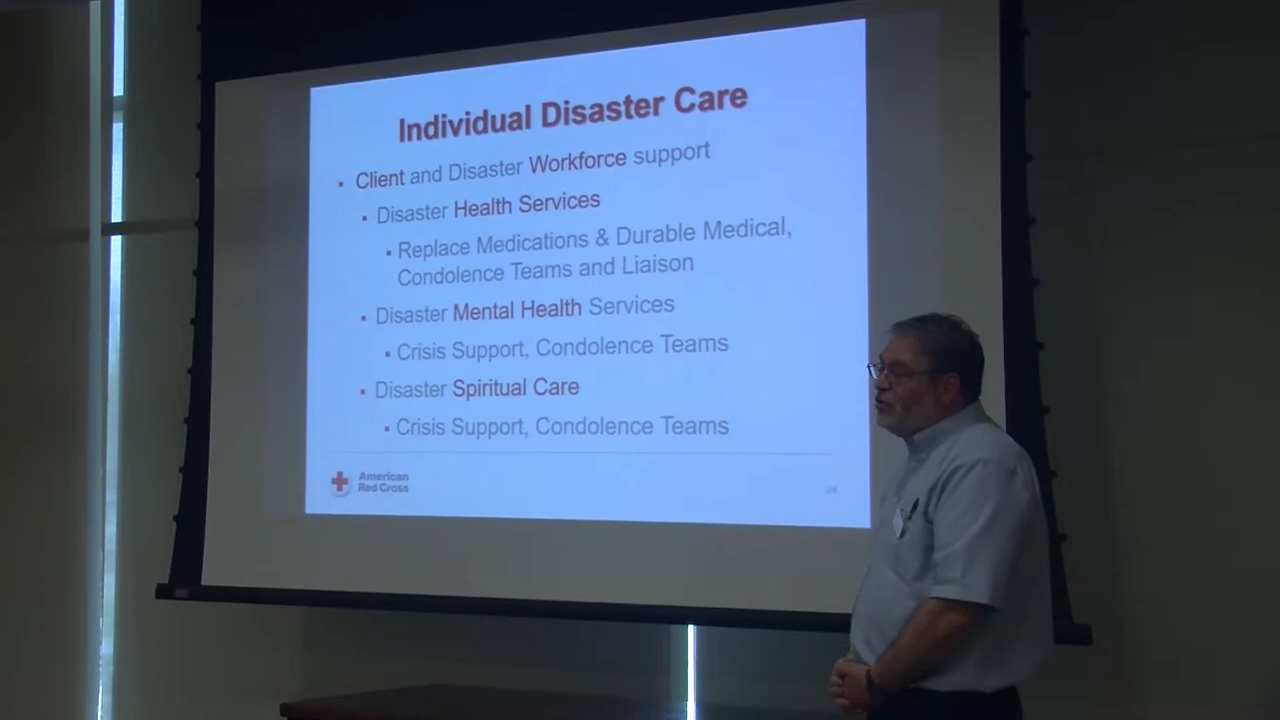 Individual Disaster Care
▪ Client and Disaster Workforce support
▪ Disaster Health Services
▪ Replace Medications & Durable Medical,
Condolence Teams and Liaison
▪ Disaster Mental Health Services
▪ Crisis Support, Condolence Teams
▪ Disaster Spiritual Care
▪ Crisis Support, Condolence Teams
American
Red Cross
24